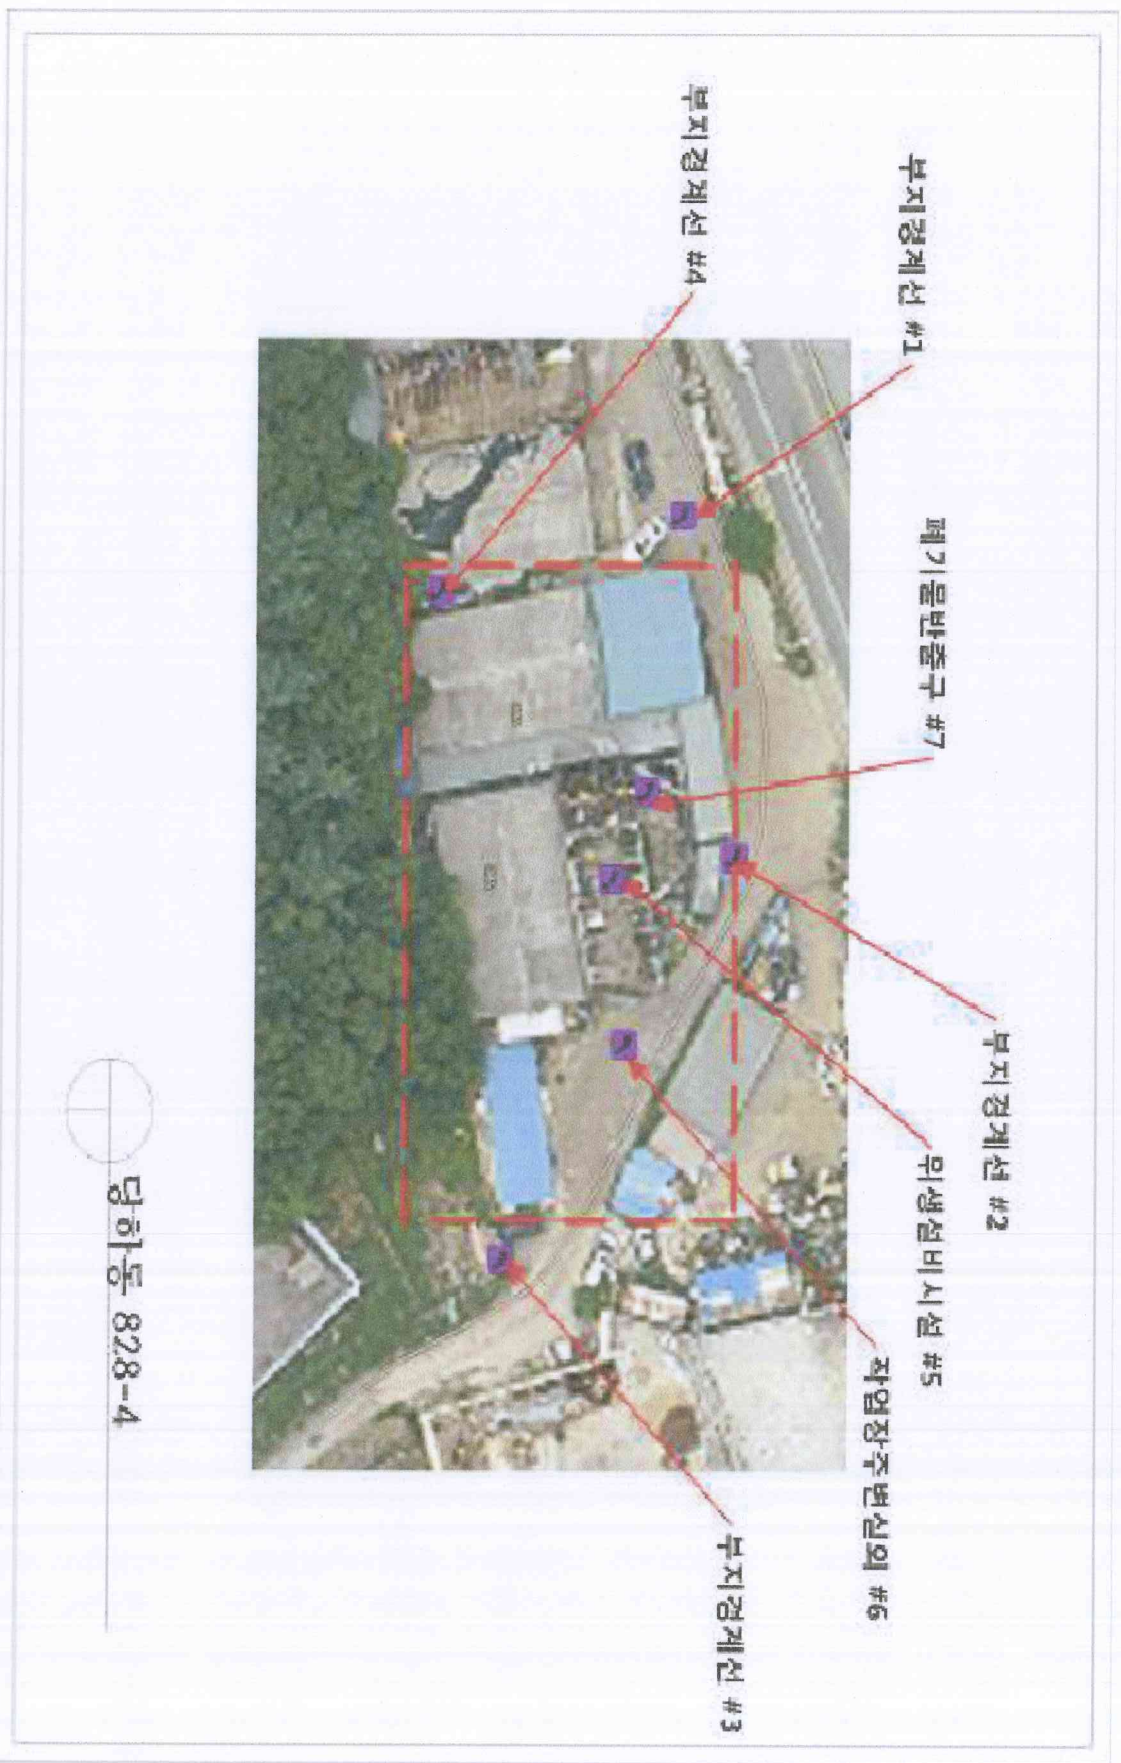 부지경계선 #2
폐기물반출구 #7
위생설비시설 #5
부지경계선 #1
작업장주변실외 #6
부지경계선 #4
부지경계선 #3
당하동 828-4